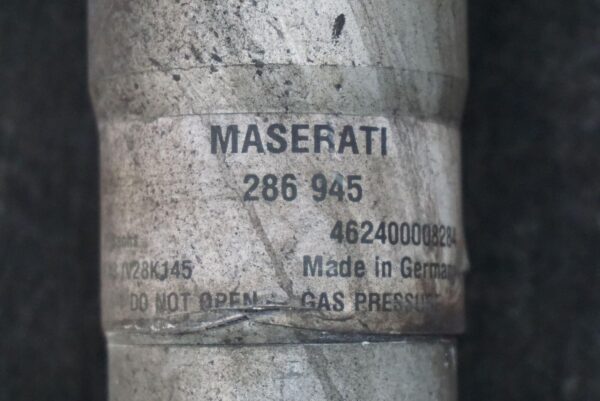 MASERATI
286 945
462400008284
Made in Germany
DO NOT OPEN GAS PRESSURE